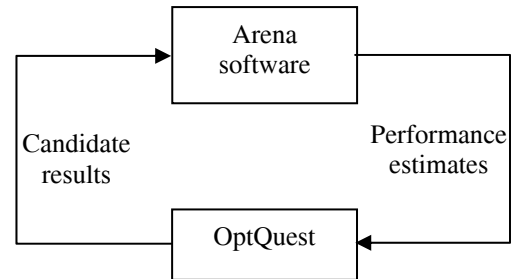 Arena
software
Candidate
results
Performance
estimates
OptQuest